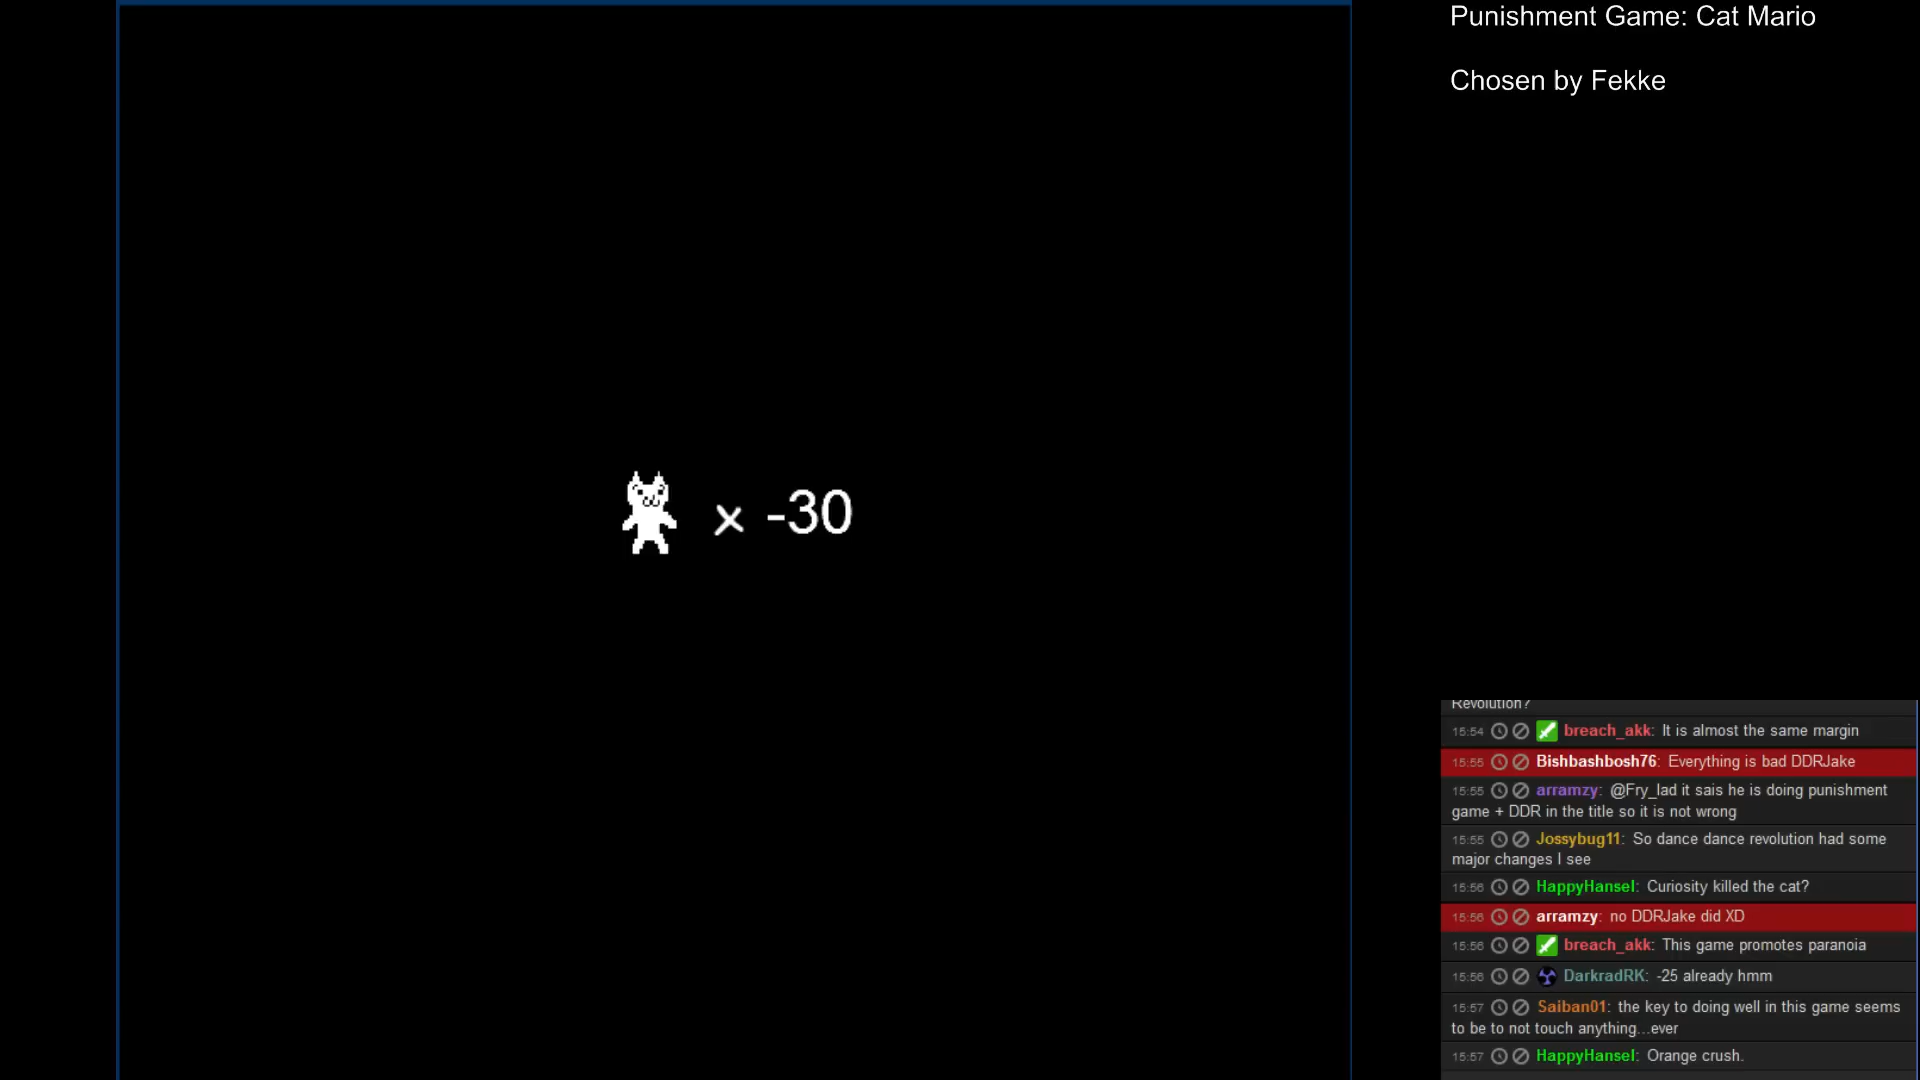 Punishment Game: Cat Mario
Chosen by Fekke
x -30
Revolution?
15:54 breach_akk: It is almost the same margin
15:55 Bishbashbosh76: Everything is bad DDRJake
15:55 arramzy: @Fry_lad it sais he is doing punishment
game + DDR in the title so it is not wrong
15:55 Jossybug11: So dance dance revolution had some
major changes I see
15:56 HappyHansel: Curiosity killed the cat?
15:56 arramzy: no DDRJake did XD
15:56 breach_akk: This game promotes paranoia
15:56 DarkradRK: -25 already hmm
15:57 Saiban01: the key to doing well in this game seems
to be to not touch anything...ever
15:57 HappyHansel: Orange crush.